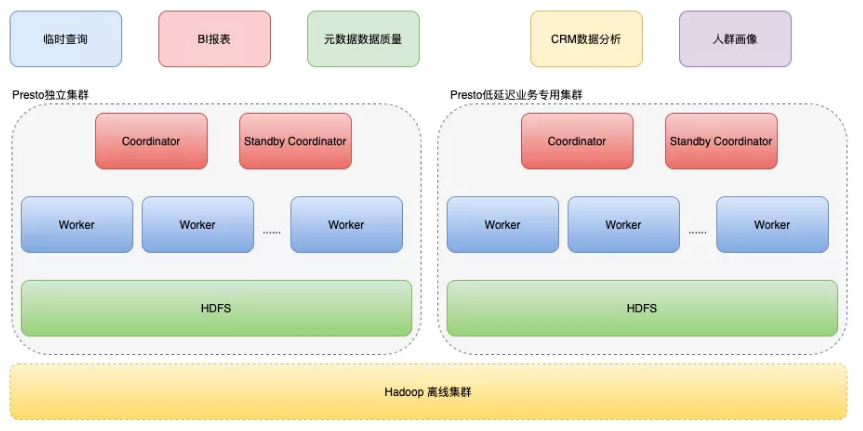 临时查询
BI报表
元数据数据质量
CRM数据分析
人群画像
Presto独立集群
Presto低延迟业务专用集群
Coordinator
Standby Coordinator
Coordinator
Standby Coordinator
Worker
Worker
......
Worker
Worker
Worker
......
Worker
HDFS
HDFS
Hadoop 离线集群